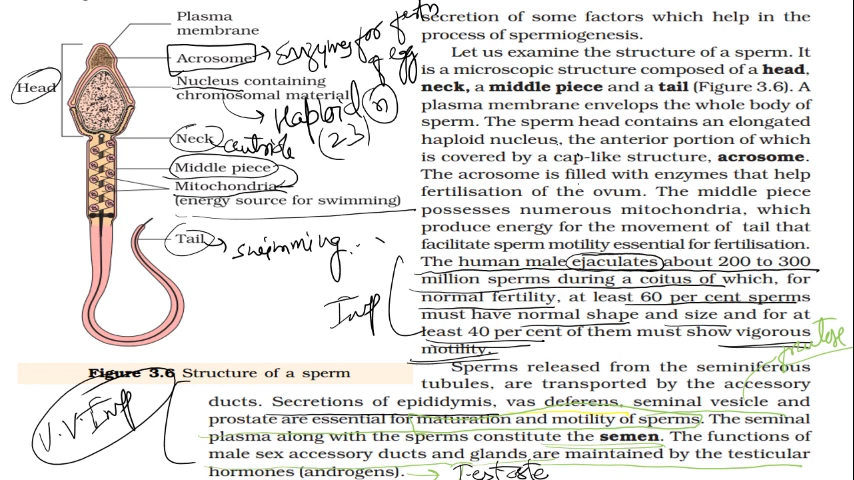 Plasma
membrane
Acrosome → Enzymes for fertn
of egg
Head
Nucleus containing
chromosomal material
Haploid (n)
(23)
Neck centriole
Middle piece
Mitochondria
(energy source for swimming)
Tail → swimming...
Figure 3.6 Structure of a sperm
secretion of some factors which help in the
process of spermiogenesis.
Let us examine the structure of a sperm. It
is a microscopic structure composed of a head,
neck, a middle piece and a tail (Figure 3.6). A
plasma membrane envelops the whole body of
sperm. The sperm head contains an elongated
haploid nucleus, the anterior portion of which
is covered by a cap-like structure, acrosome.
The acrosome is filled with enzymes that help
fertilisation of the ovum. The middle piece
possesses numerous mitochondria, which
produce energy for the movement of tail that
facilitate sperm motility essential for fertilisation.
The human male ejaculates about 200 to 300
million sperms during a coitus of which, for
normal fertility, at least 60 per cent sperms
must have normal shape and size and for at
least 40 per cent of them must show vigorous
motility.
Imp
Sperms released from the seminiferous
tubules, are transported by the accessory
ducts. Secretions of epididymis, vas deferens, seminal vesicle and
prostate are essential for maturation and motility of sperms. The seminal
plasma along with the sperms constitute the semen. The functions of
male sex accessory ducts and glands are maintained by the testicular
hormones (androgens).
V.V.Imp